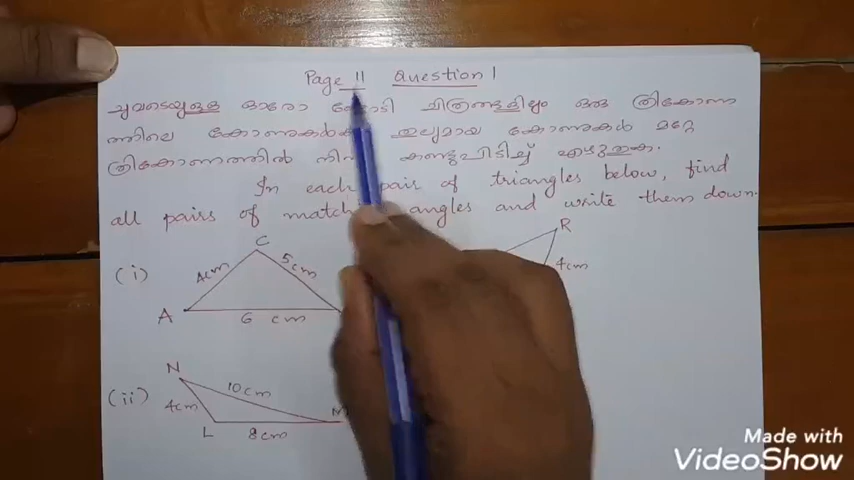 Page 11 Question 1
ചുവടെയുള്ള ഓരോ ജോടി ചിത്രങ്ങളിലും ഒരു ത്രികോണ
ത്തിലെ കോണുകൾക്ക് തുല്യമായ കോണുകൾ മറ്റേ
ത്രികോണത്തിൽ നിന്ന് കണ്ടുപിടിച്ച് എഴുതുക.
In each pair of triangles below, find
all pairs of match angles and write them down.
(i) C R
4cm 5cm 4cm
A 6 cm
(ii) N
10cm
4cm M
L 8cm
Made with
VideoShow